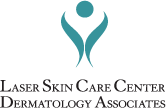 Laser Skin Care Center
Dermatology Associates